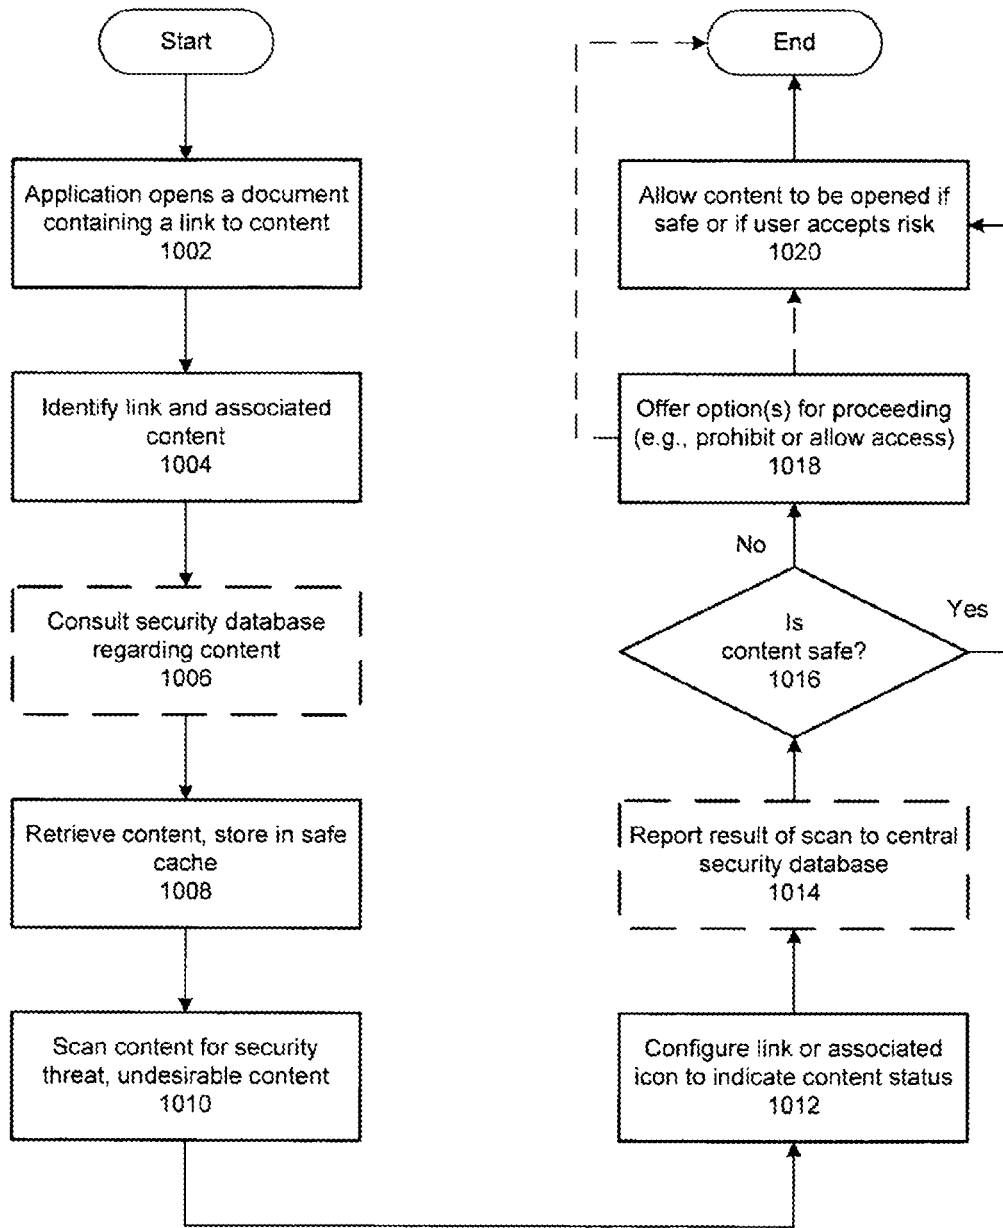 Start
Application opens a document
containing a link to content
1002
Identify link and associated
content
1004
Consult security database
regarding content
1006
Retrieve content, store in safe
cache
1008
Scan content for security
threat, undesirable content
1010
Configure link or associated
icon to indicate content status
1012
Report result of scan to central
security database
1014
Is
content safe?
1016
No
Yes
Offer option(s) for proceeding
(e.g., prohibit or allow access)
1018
Allow content to be opened if
safe or if user accepts risk
1020
End